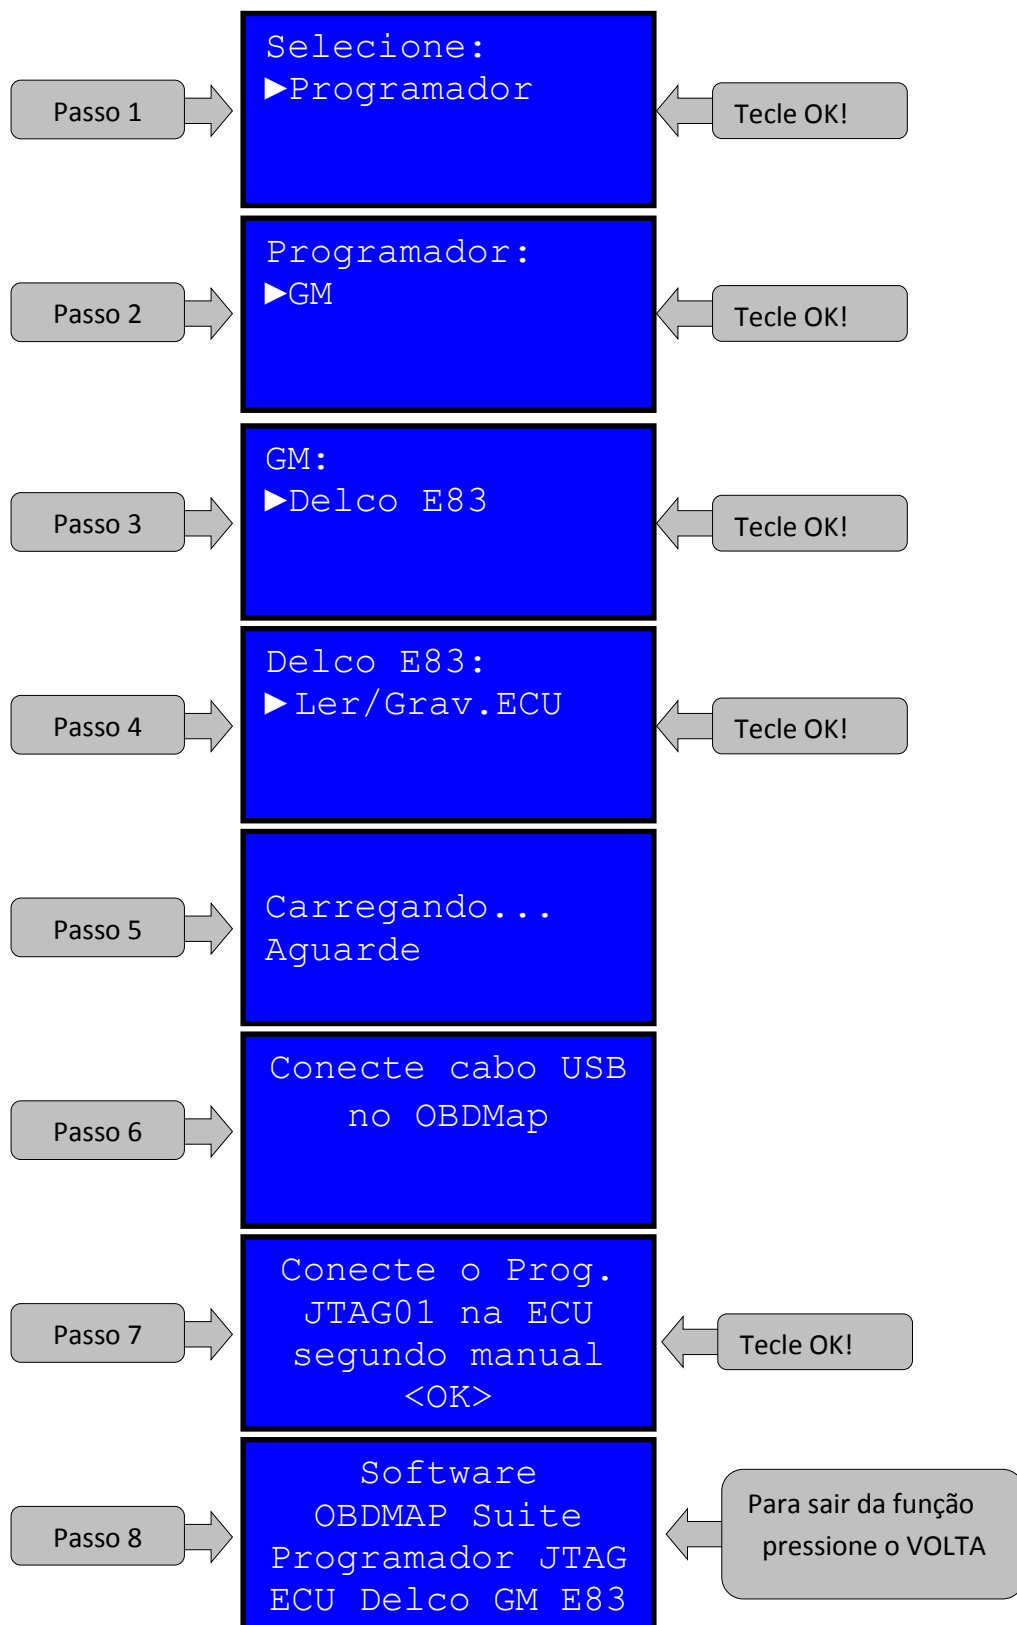 Passo 1
Selecione:
►Programador
Tecle OK!
Passo 2
Programador:
►GM
Tecle OK!
Passo 3
GM:
►Delco E83
Tecle OK!
Passo 4
Delco E83:
►Ler/Grav.ECU
Tecle OK!
Passo 5
Carregando...
Aguarde
Passo 6
Conecte cabo USB
no OBDMap
Passo 7
Conecte o Prog.
JTAG01 na ECU
segundo manual
<OK>
Tecle OK!
Passo 8
Software
OBDMAP Suite
Programador JTAG
ECU Delco GM E83
Para sair da função
pressione o VOLTA